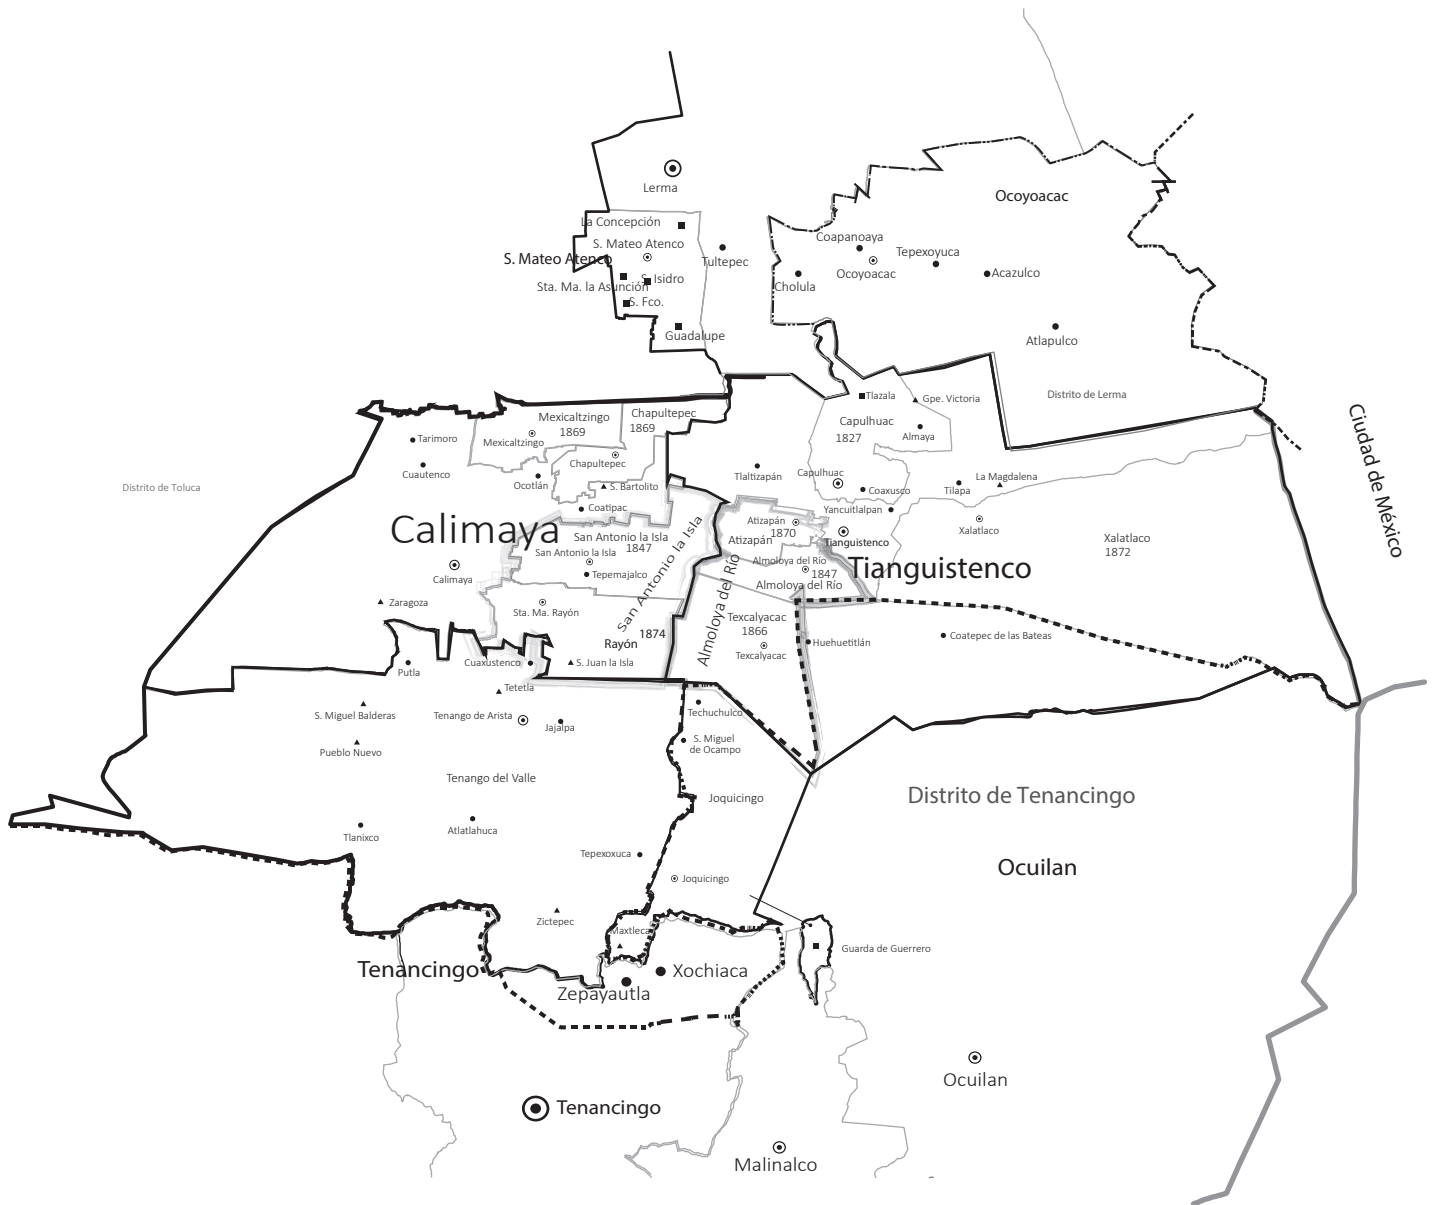 Lerma
Ocoyoacac
La Concepción
S. Mateo Atenco
S. Mateo Atenco
Tultepec
Coapanoaya
Tepexoyuca
Ocoyoacac
Acazulco
Cholula
S. Isidro
Sta. Ma. la Asunción
S. Fco.
Guadalupe
Atlapulco
Distrito de Lerma
Tlazala
Gpe. Victoria
Capulhuac
1827
Almaya
Mexicaltzingo
1869
Chapultepec
1869
Mexicaltzingo
Chapultepec
Tarimoro
Cuautenco
Ocotlán
S. Bartolito
Coatipac
Distrito de Toluca
Ciudad de México
Tlaltizapán
Capulhuac
Coaxusco
Yancuitlalpan
Tilapa
La Magdalena
Xalatlaco
Xalatlaco
1872
Calimaya
Calimaya
Zaragoza
San Antonio la Isla
1847
San Antonio la Isla
Tepemajalco
San Antonio la Isla
Atizapán
1870
Atizapán
Tianguistenco
Tianguistenco
Almoloya del Río
1847
Almoloya del Río
Almoloya del Río
Sta. Ma. Rayón
1874
Rayón
S. Juan la Isla
Texcalyacac
1866
Texcalyacac
Huehuetitlán
Coatepec de las Bateas
Putla
Cuaxustenco
Tetetla
S. Miguel Balderas
Tenango de Arista
Jajalpa
Pueblo Nuevo
Tenango del Valle
Techuchulco
S. Miguel
de Ocampo
Joquicingo
Distrito de Tenancingo
Tlanixco
Atlatlahuca
Tepexoxuca
Joquicingo
Ocuilan
Zictepec
Maxtleca
Guarda de Guerrero
Tenancingo
Xochiaca
Zepayautla
Ocuilan
Tenancingo
Malinalco